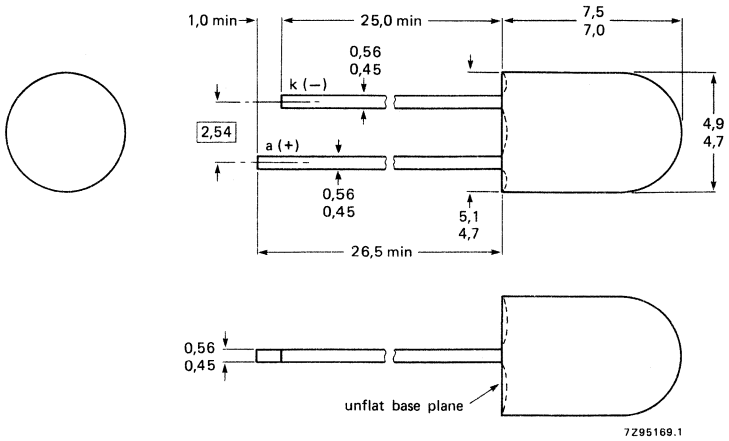 1,0 min
25,0 min
7,5
7,0
0,56
0,45
k (—)
2,54
a (+)
4,9
4,7
0,56
0,45
5,1
4,7
26,5 min
0,56
0,45
unflat base plane
7Z95169.1